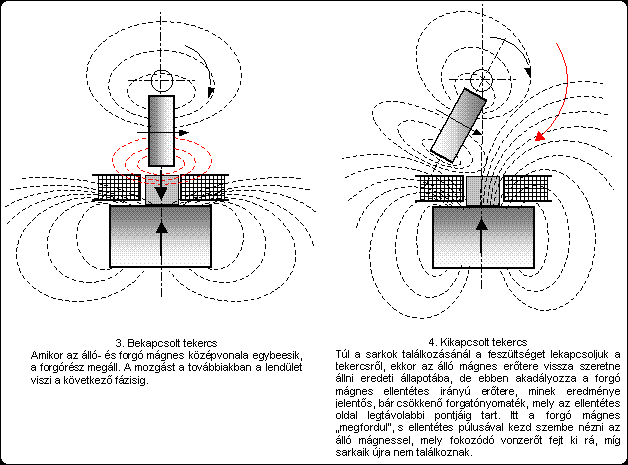 3. Bekapcsolt tekercs
Amikor az álló- és forgó mágnes középvonala egybeesik,
a forgórész megáll. A mozgást a továbbiakban a lendület
viszi a következő fázisig.
4. Kikapcsolt tekercs
Túl a sarkok találkozásánál a feszültséget lekapcsoljuk a
tekercsről, ekkor az álló mágnes erőtere vissza szeretne
állni eredeti állapotába, de ebben akadályozza a forgó
mágnes ellentétes irányú erőtere, minek eredménye
jelentős, bár csökkenő forgatónyomaték, mely az ellentétes
oldal legtávolabbi pontjáig tart. Itt a forgó mágnes
„megfordul”, s ellentétes púlusával kezd szembe nézni az
álló mágnessel, mely fokozódó vonzerőt fejt ki rá, míg
sarkaik újra nem találkoznak.